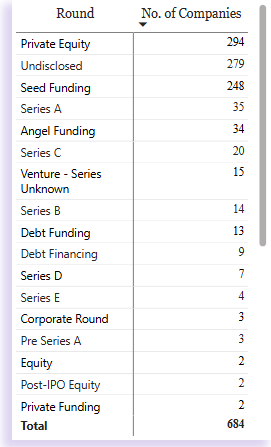 Round No. of Companies
Private Equity 294
Undisclosed 279
Seed Funding 248
Series A 35
Angel Funding 34
Series C 20
Venture - Series 15
Unknown
Series B 14
Debt Funding 13
Debt Financing 9
Series D 7
Series E 4
Corporate Round 3
Pre Series A 3
Equity 2
Post-IPO Equity 2
Private Funding 2
Total 684